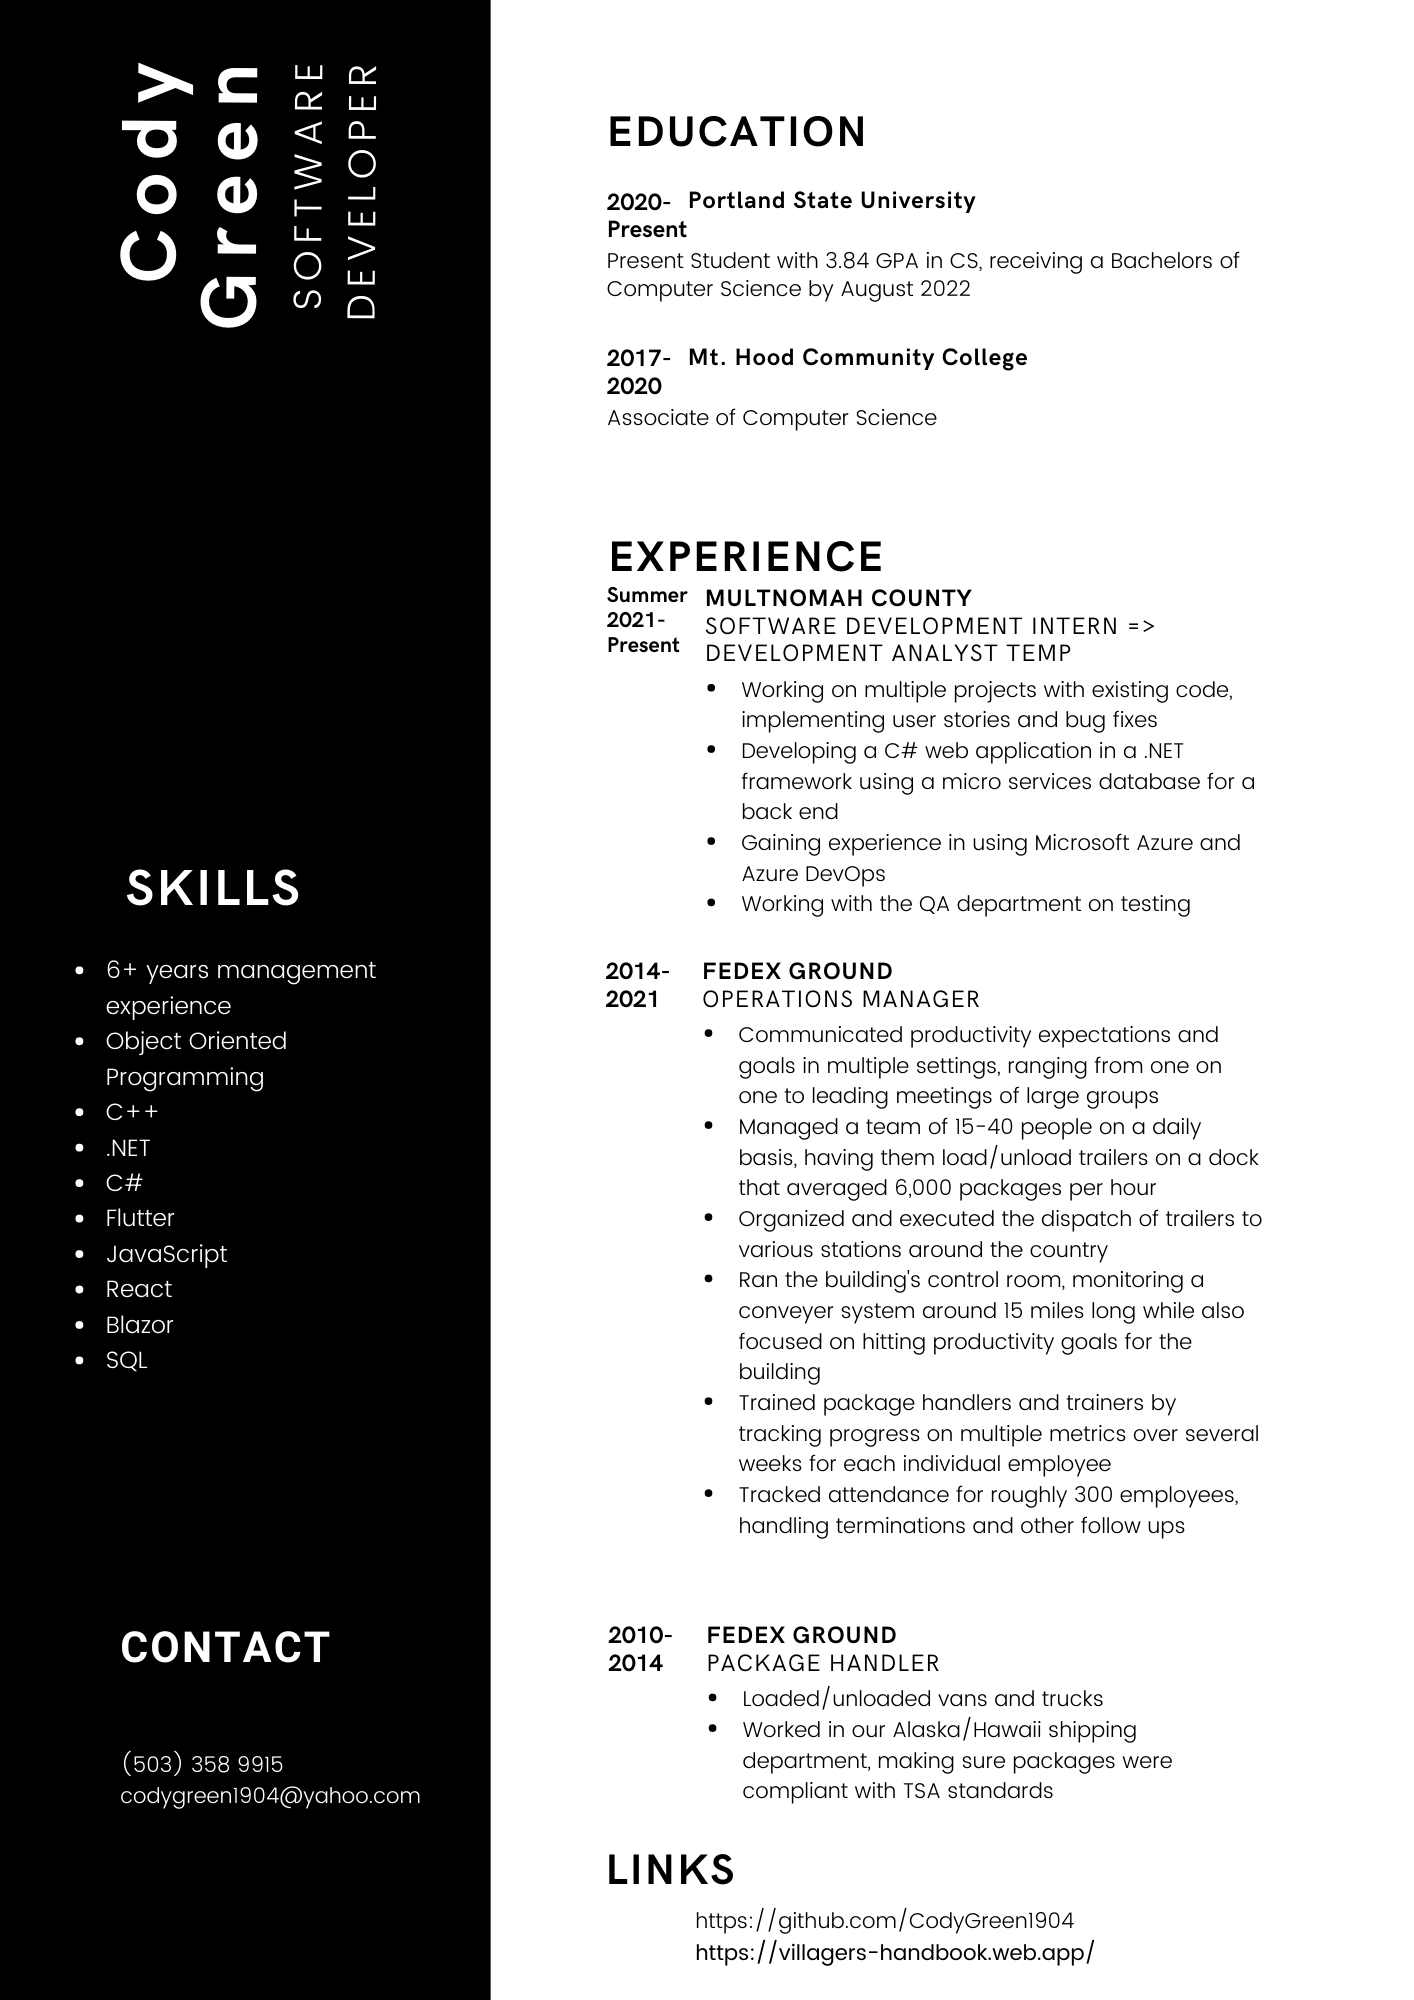 Cody
Green
SOFTWARE
DEVELOPER
SKILLS
• 6+ years management
experience
• Object Oriented
Programming
• C++
• .NET
• C#
• Flutter
• JavaScript
• React
• Blazor
• SQL
CONTACT
(503) 358 9915
codygreen1904@yahoo.com
EDUCATION
2020- Portland State University
Present
Present Student with 3.84 GPA in CS, receiving a Bachelors of
Computer Science by August 2022
2017- Mt. Hood Community College
2020
Associate of Computer Science
EXPERIENCE
Summer
2021-
Present
MULTNOMAH COUNTY
SOFTWARE DEVELOPMENT INTERN =>
DEVELOPMENT ANALYST TEMP
• Working on multiple projects with existing code,
implementing user stories and bug fixes
• Developing a C# web application in a .NET
framework using a micro services database for a
back end
• Gaining experience in using Microsoft Azure and
Azure DevOps
• Working with the QA department on testing
2014-
2021
FEDEX GROUND
OPERATIONS MANAGER
• Communicated productivity expectations and
goals in multiple settings, ranging from one on
one to leading meetings of large groups
• Managed a team of 15-40 people on a daily
basis, having them load/unload trailers on a dock
that averaged 6,000 packages per hour
• Organized and executed the dispatch of trailers to
various stations around the country
• Ran the building's control room, monitoring a
conveyer system around 15 miles long while also
focused on hitting productivity goals for the
building
• Trained package handlers and trainers by
tracking progress on multiple metrics over several
weeks for each individual employee
• Tracked attendance for roughly 300 employees,
handling terminations and other follow ups
2010-
2014
FEDEX GROUND
PACKAGE HANDLER
• Loaded/unloaded vans and trucks
• Worked in our Alaska/Hawaii shipping
department, making sure packages were
compliant with TSA standards
LINKS
https://github.com/CodyGreen1904
https://villagers-handbook.web.app/